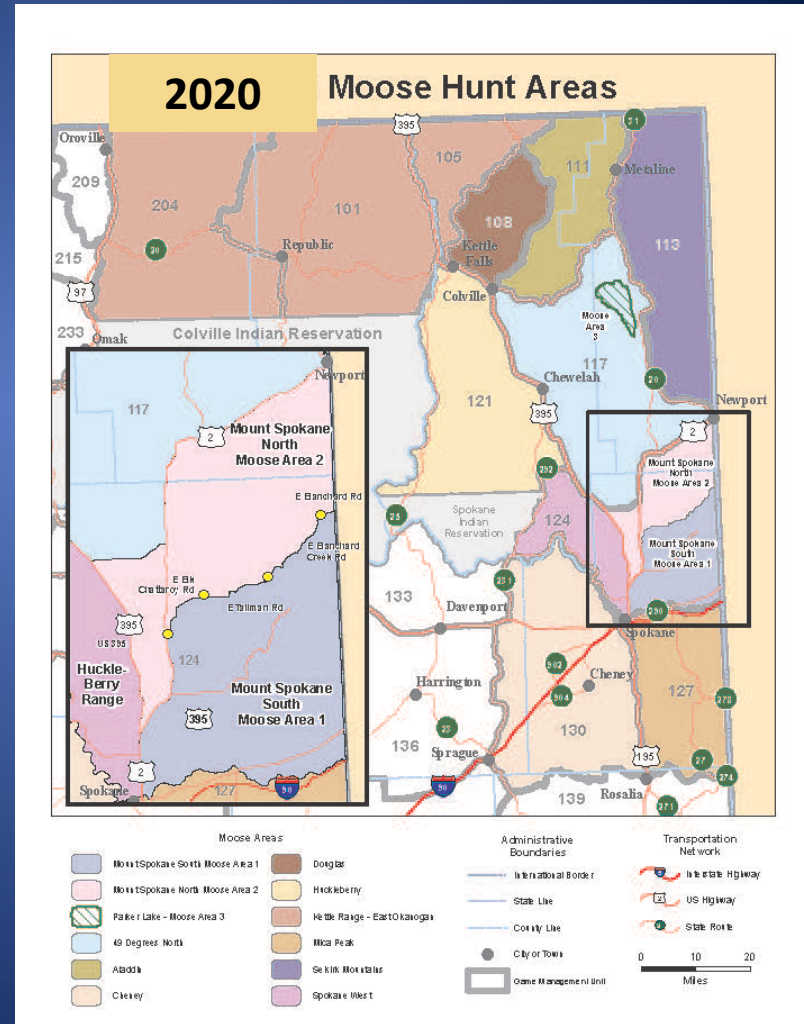 2020
Moose Hunt Areas
Oroville
209
204
20
215
97
233
Omak
101
Republic
395
105
108
Kettle
Falls
Colville
111
31
Metaline
113
Moose
Area
3
117
20
Newport
Colville Indian Reservation
121
Chewelah
395
292
2
Mount Spokane
North
Moose Area 2
Mount Spokane
South
Moose Area 1
Spokane
Indian
Reservation
25
124
231
133
Davenport
290
Spokane
Harrington
902
Cheney
904
127
278
23
136
Sprague
130
195
27
274
90
139
Rosalia
271
117
Newport
2
Mount Spokane
North
Moose Area 2
E Blanchard Rd
E Blanchard
Creek Rd
E Elk
Chattaroy Rd
E Tallman Rd
395
US 395
124
Huckle-
Berry
Range
Mount Spokane
South
Moose Area 1
395
2
Spokane
127
90
Moose Areas
Mount Spokane South Moose Area 1
Mount Spokane North Moose Area 2
Parker Lake - Moose Area 3
49 Degrees North
Aladdin
Cheney
Douglas
Huckleberry
Kettle Range - East Okanogan
Mica Peak
Selkirk Mountains
Spokane West
Administrative
Boundaries
International Border
State Line
County Line
City or Town
Game Management Unit
Transportation
Network
Interstate Highway
2
US Highway
State Route
0 10 20
Miles